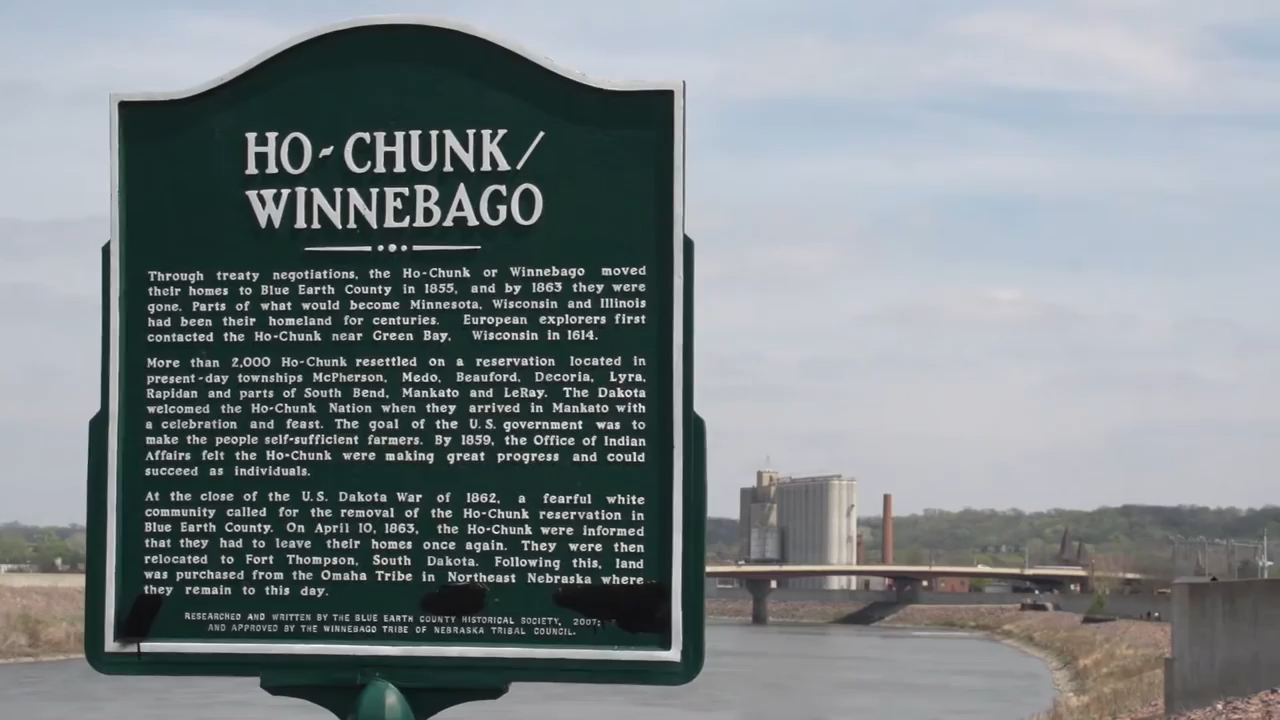 HO-CHUNK/
WINNEBAGO
Through treaty negotiations, the Ho-Chunk or Winnebago moved
their homes to Blue Earth County in 1855, and by 1863 they were
gone. Parts of what would become Minnesota, Wisconsin and Illinois
had been their homeland for centuries. European explorers first
contacted the Ho-Chunk near Green Bay, Wisconsin in 1614.
More than 2,000 Ho-Chunk resettled on a reservation located in
present-day townships McPherson, Medo, Beauford, Decoria, Lyra,
Rapidan and parts of South Bend, Mankato and LeRay. The Dakota
welcomed the Ho-Chunk Nation when they arrived in Mankato with
a celebration and feast. The goal of the U.S. government was to
make the people self-sufficient farmers. By 1859, the Office of Indian
Affairs felt the Ho-Chunk were making great progress and could
succeed as individuals.
At the close of the U.S. Dakota War of 1862, a fearful white
community called for the removal of the Ho-Chunk reservation in
Blue Earth County. On April 10, 1863, the Ho-Chunk were informed
that they had to leave their homes once again. They were then
relocated to Fort Thompson, South Dakota. Following this, land
was purchased from the Omaha Tribe in Northeast Nebraska where
they remain to this day.
RESEARCHED AND WRITTEN BY THE BLUE EARTH COUNTY HISTORICAL SOCIETY, 2007;
AND APPROVED BY THE WINNEBAGO TRIBE OF NEBRASKA TRIBAL COUNCIL.